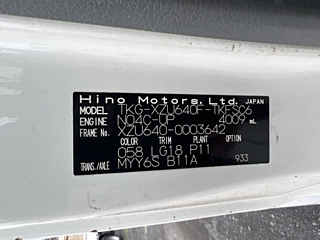 Hino Motors, Ltd. JAPAN
MODEL TKG-XZU640F-TKFSC6
ENGINE N04C-UP 4009 mL
FRAME No. XZU640-0003642
COLOR TRIM PLANT OPTION
058 LG18 P11
TRANS/AXLE MYY6S B11A 933